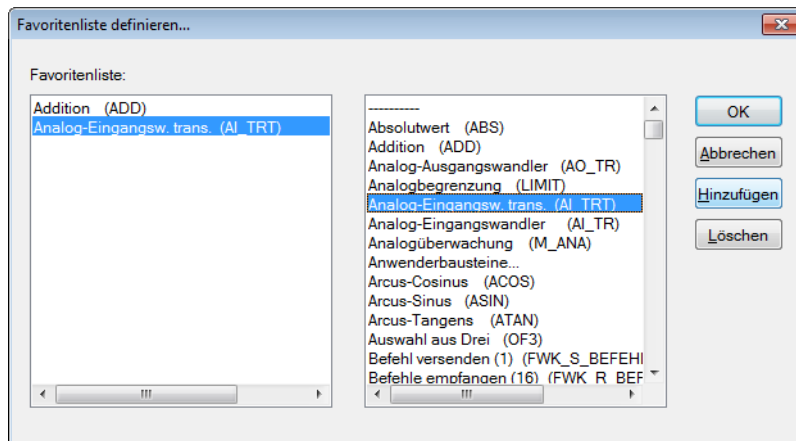 Favoritenliste definieren...
Favoritenliste:
Addition (ADD)
Analog-Eingangsw. trans. (AI_TRT)
----------
Absolutwert (ABS)
Addition (ADD)
Analog-Ausgangswandler (AO_TR)
Analogbegrenzung (LIMIT)
Analog-Eingangsw. trans. (AI_TRT)
Analog-Eingangswandler (AI_TR)
Analogüberwachung (M_ANA)
Anwenderbausteine...
Arcus-Cosinus (ACOS)
Arcus-Sinus (ASIN)
Arcus-Tangens (ATAN)
Auswahl aus Drei (OF3)
Befehl versenden (1) (FWK_S_BEFEHI
Befehle empfangen (16) (FWK_R_BEF
OK
Abbrechen
Hinzufügen
Löschen